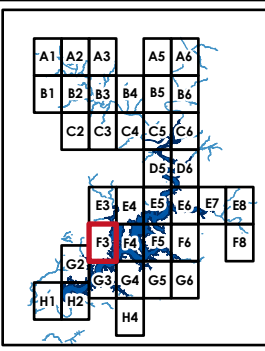 A1 A2 A3 A5 A6
B1 B2 B3 B4 B5 B6
C2 C3 C4 C5 C6
D5 D6
E3 E4 E5 E6 E7 E8
F3 F4 F5 F6 F8
G2 G3 G4 G5 G6
H1 H2
H4